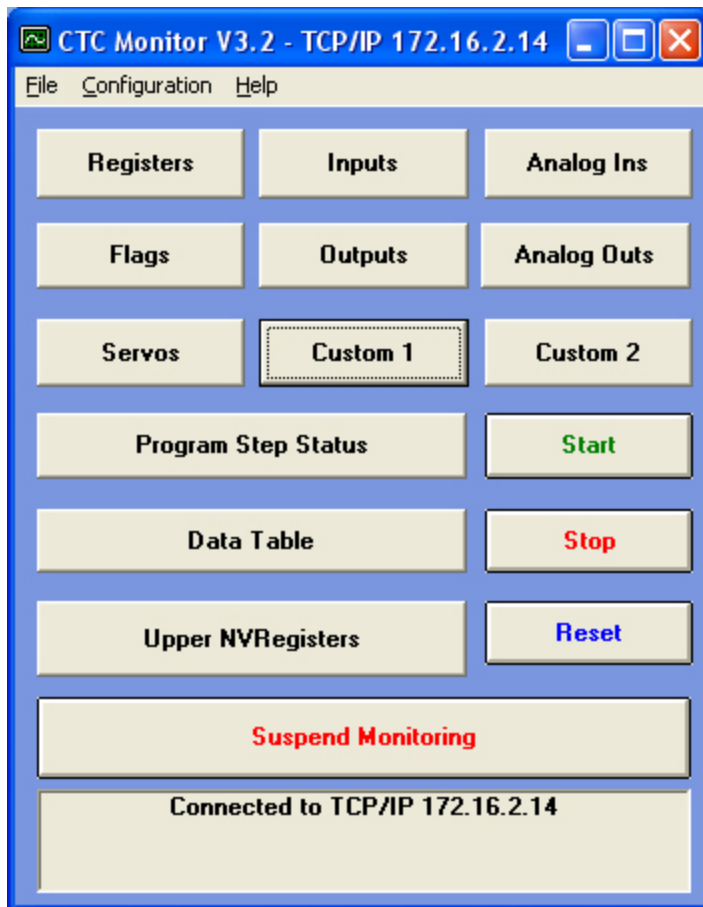 CTC Monitor V3.2 - TCP/IP 172.16.2.14
File Configuration Help
Registers Inputs Analog Ins
Flags Outputs Analog Outs
Servos Custom 1 Custom 2
Program Step Status Start
Data Table Stop
Upper NVRegisters Reset
Suspend Monitoring
Connected to TCP/IP 172.16.2.14